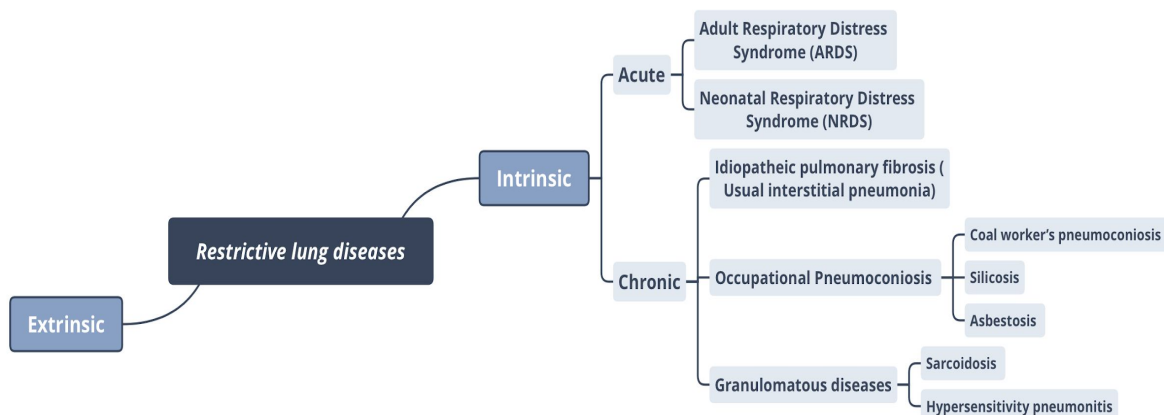 Restrictive lung diseases
Extrinsic
Intrinsic
Acute
Adult Respiratory Distress
Syndrome (ARDS)
Neonatal Respiratory Distress
Syndrome (NRDS)
Chronic
Idiopatheic pulmonary fibrosis (
Usual interstitial pneumonia)
Occupational Pneumoconiosis
Coal worker's pneumoconiosis
Silicosis
Asbestosis
Granulomatous diseases
Sarcoidosis
Hypersensitivity pneumonitis